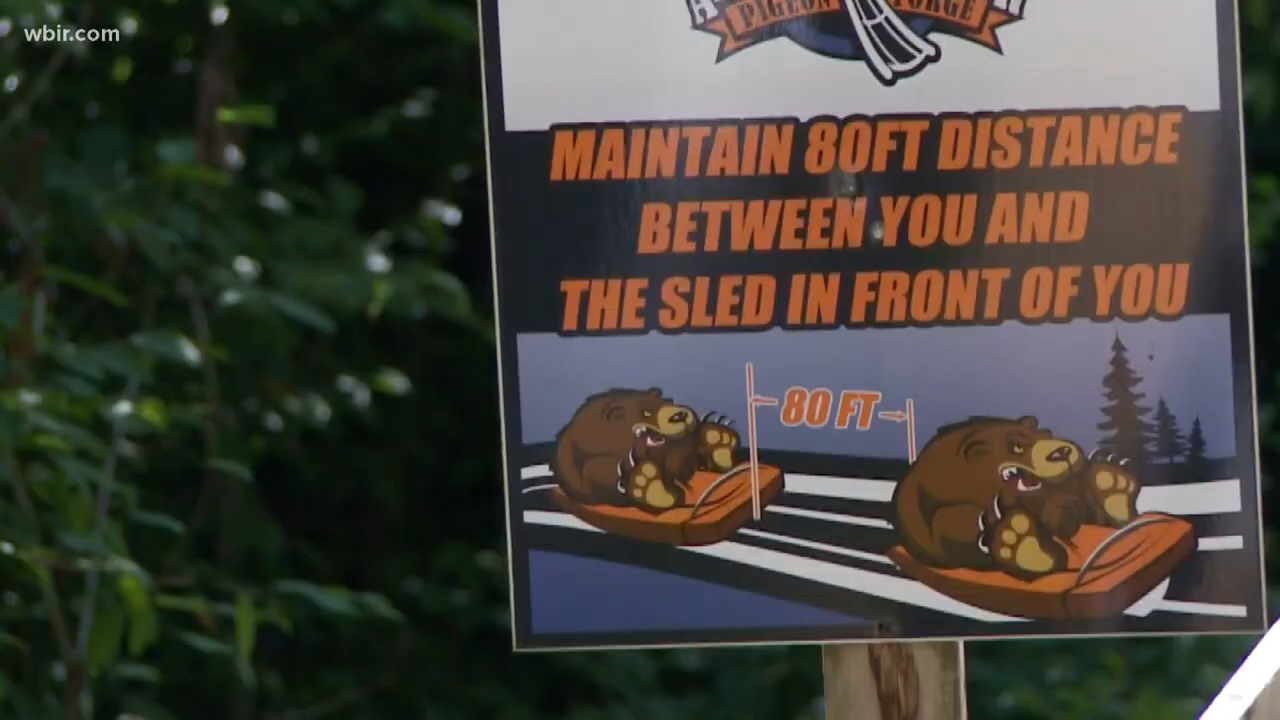 wbir.com
PIGEON FORGE
MAINTAIN 80FT DISTANCE
BETWEEN YOU AND
THE SLED IN FRONT OF YOU
80 FT